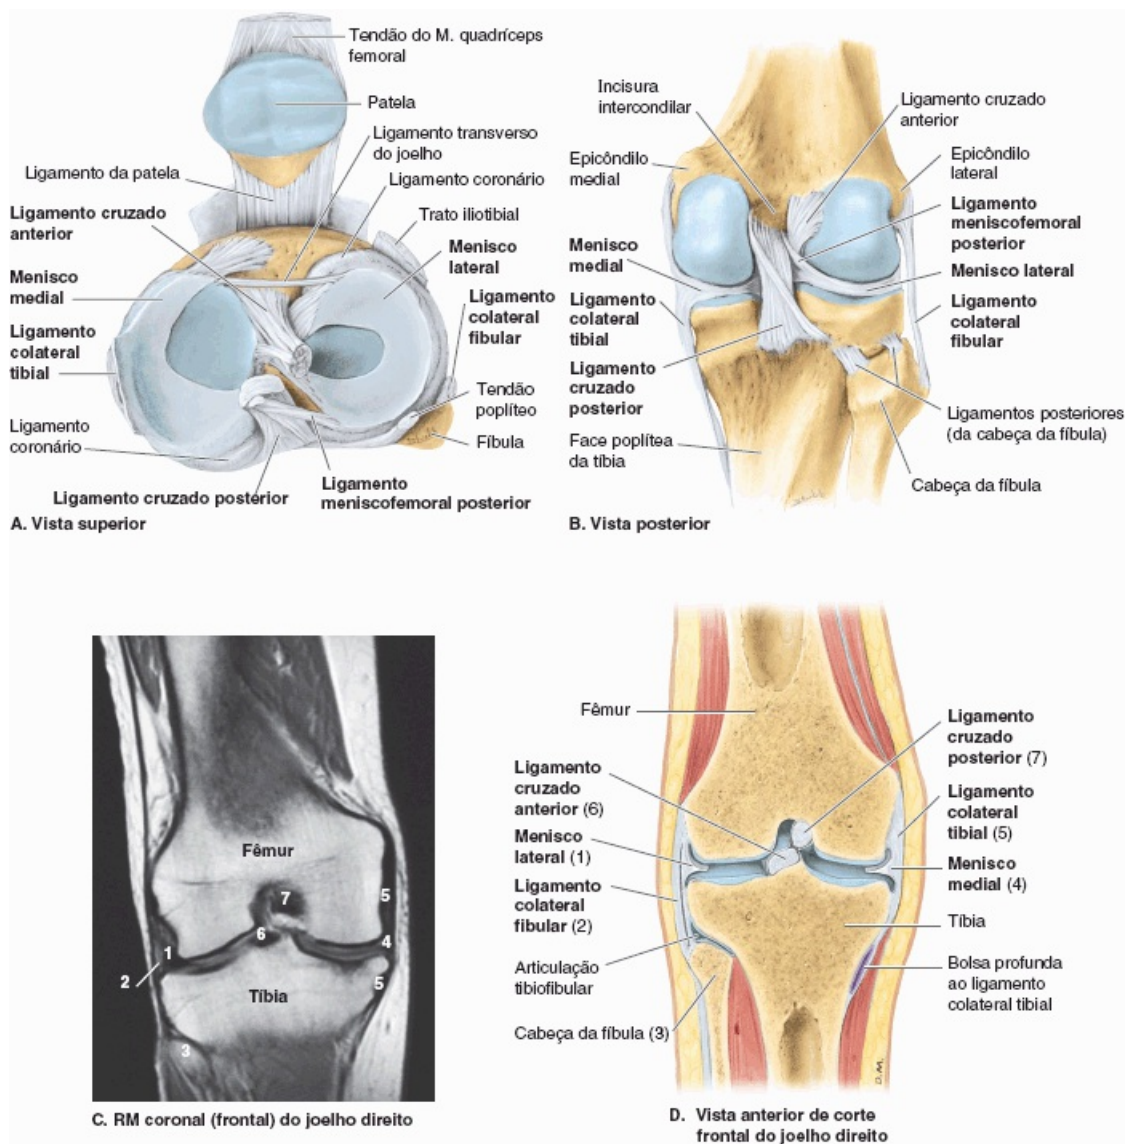 Tendão do M. quadríceps
femoral
Patela
Ligamento transverso
do joelho
Ligamento da patela
Ligamento coronário
Ligamento cruzado
anterior
Trato iliotibial
Menisco
lateral
Menisco
medial
Ligamento
colateral
fibular
Ligamento
colateral
tibial
Tendão
poplíteo
Ligamento
coronário
Fíbula
Ligamento cruzado posterior
Ligamento
meniscofemoral posterior
A. Vista superior
Incisura
intercondilar
Ligamento cruzado
anterior
Epicôndilo
medial
Epicôndilo
lateral
Ligamento
meniscofemoral
posterior
Menisco
medial
Menisco lateral
Ligamento
colateral
tibial
Ligamento
colateral
fibular
Ligamento
cruzado
posterior
Ligamentos posteriores
(da cabeça da fíbula)
Face poplítea
da tíbia
Cabeça da fíbula
B. Vista posterior
Fêmur
7
5
6
4
1
2
5
Tíbia
3
C. RM coronal (frontal) do joelho direito
Fêmur
Ligamento
cruzado
posterior (7)
Ligamento
cruzado
anterior (6)
Ligamento
colateral
tibial (5)
Menisco
lateral (1)
Menisco
medial (4)
Ligamento
colateral
fibular (2)
Tíbia
Articulação
tibiofibular
Bolsa profunda
ao ligamento
colateral tibial
Cabeça da fíbula (3)
D.M.
D. Vista anterior de corte
frontal do joelho direito